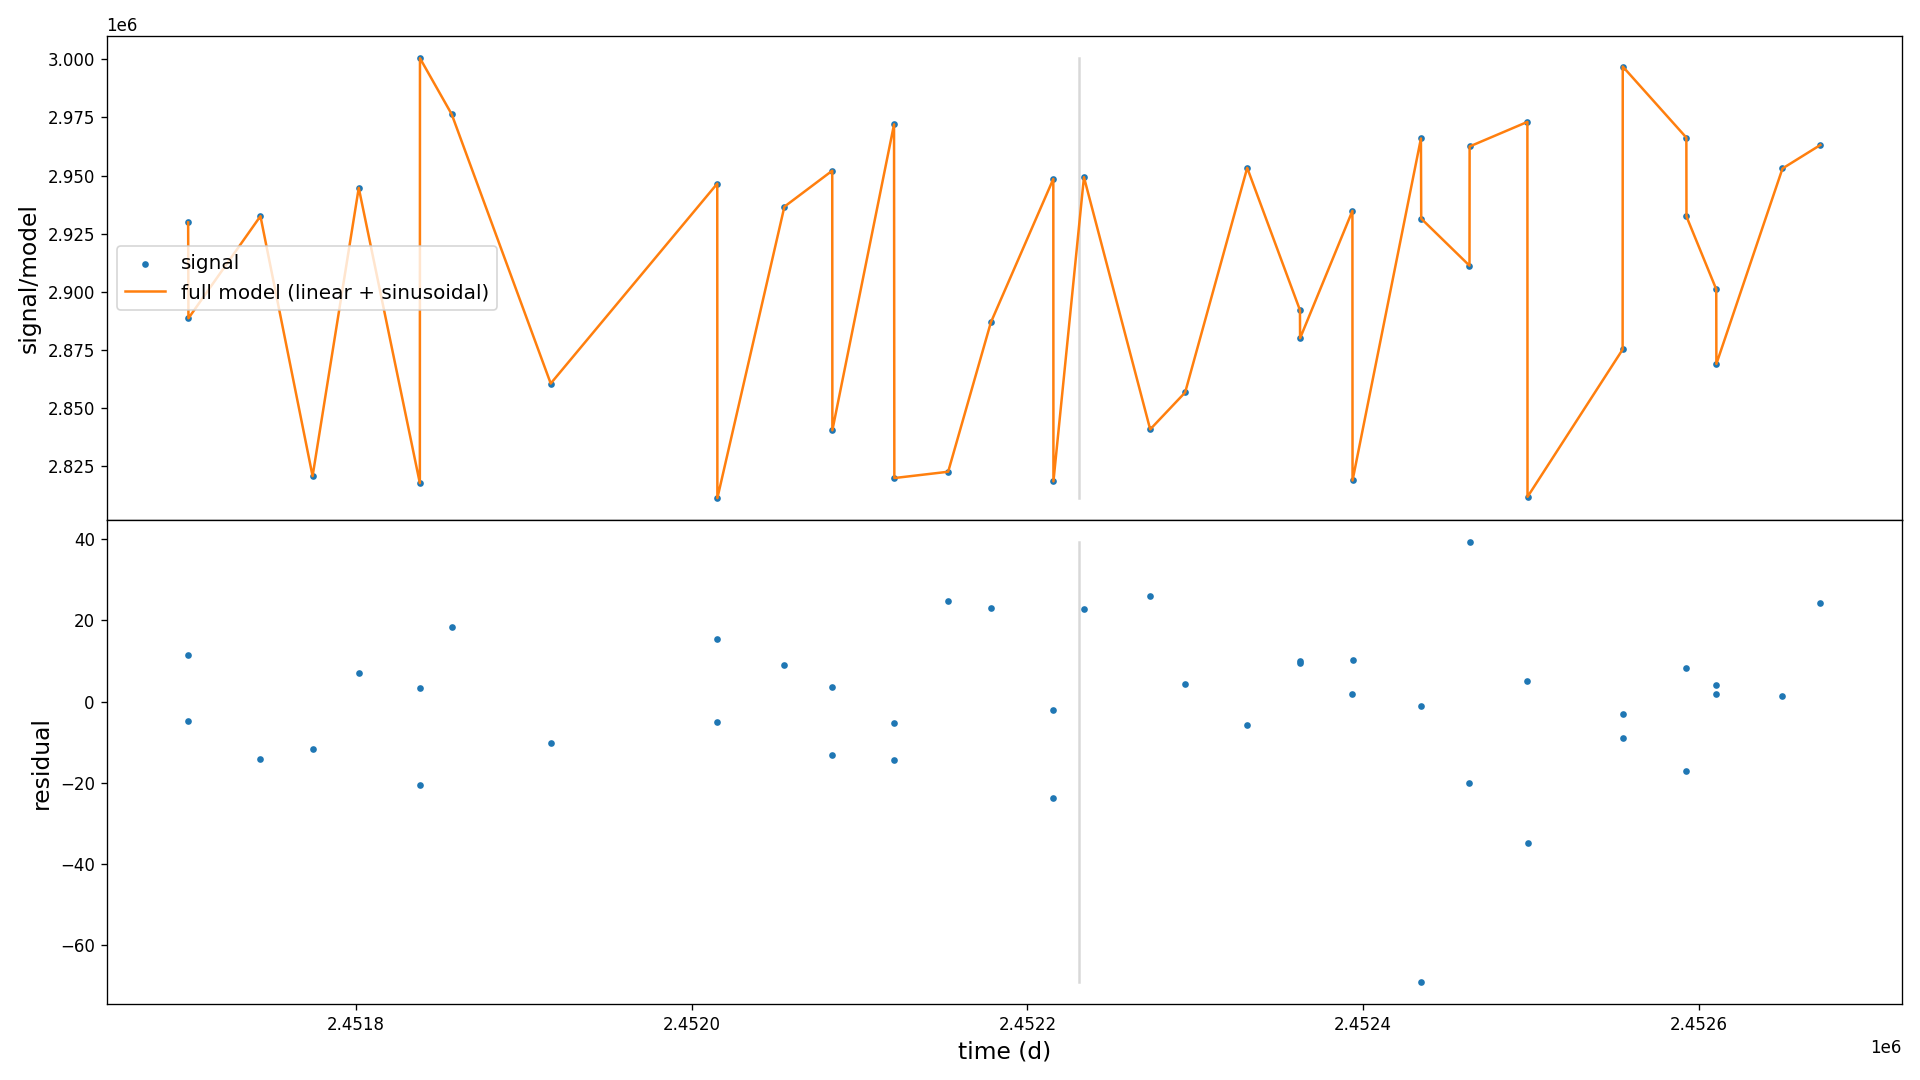 1e6
3.000
2.975
2.950
2.925
2.900
2.875
2.850
2.825
signal/model
signal
full model (linear + sinusoidal)
40
20
0
−20
−40
−60
residual
2.4518
2.4520
2.4522
2.4524
2.4526
time (d)
1e6